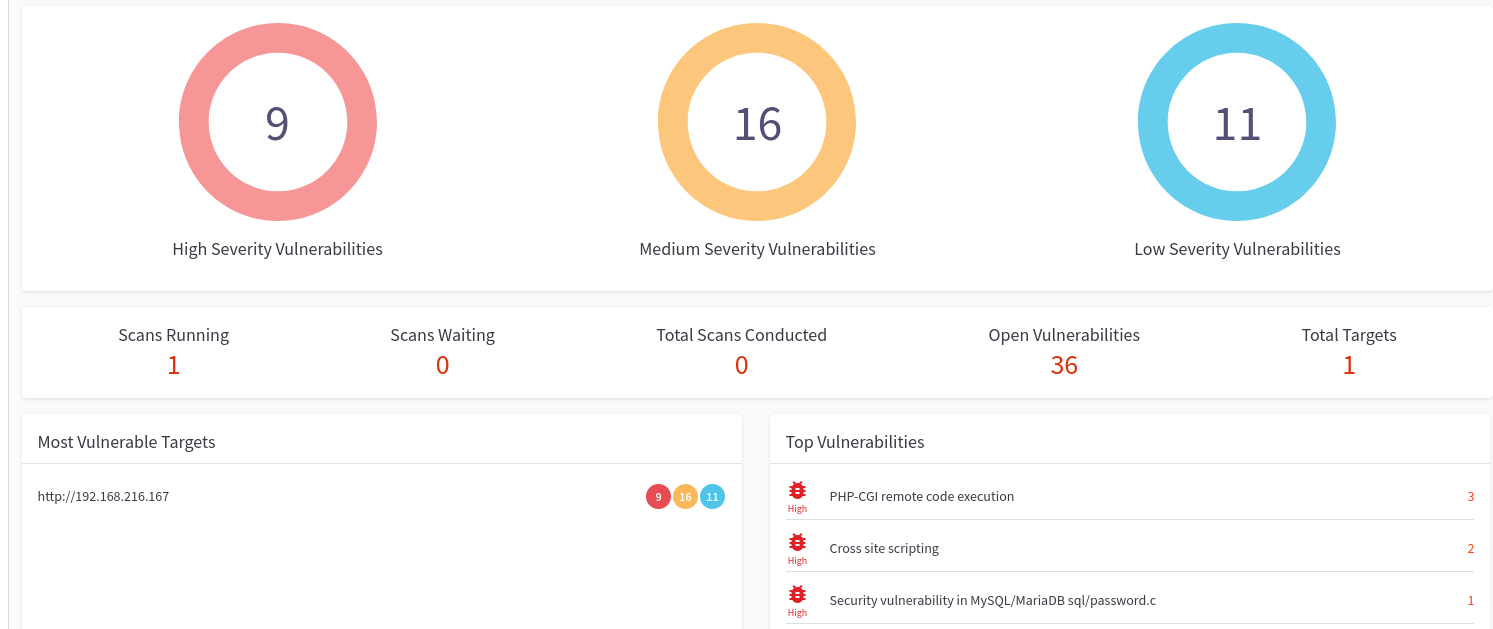 9 16 11
High Severity Vulnerabilities Medium Severity Vulnerabilities Low Severity Vulnerabilities
Scans Running Scans Waiting Total Scans Conducted Open Vulnerabilities Total Targets
1 0 0 36 1
Most Vulnerable Targets
http://192.168.216.167 9 16 11
Top Vulnerabilities
PHP-CGI remote code execution 3
High
Cross site scripting 2
High
Security vulnerability in MySQL/MariaDB sql/password.c 1
High